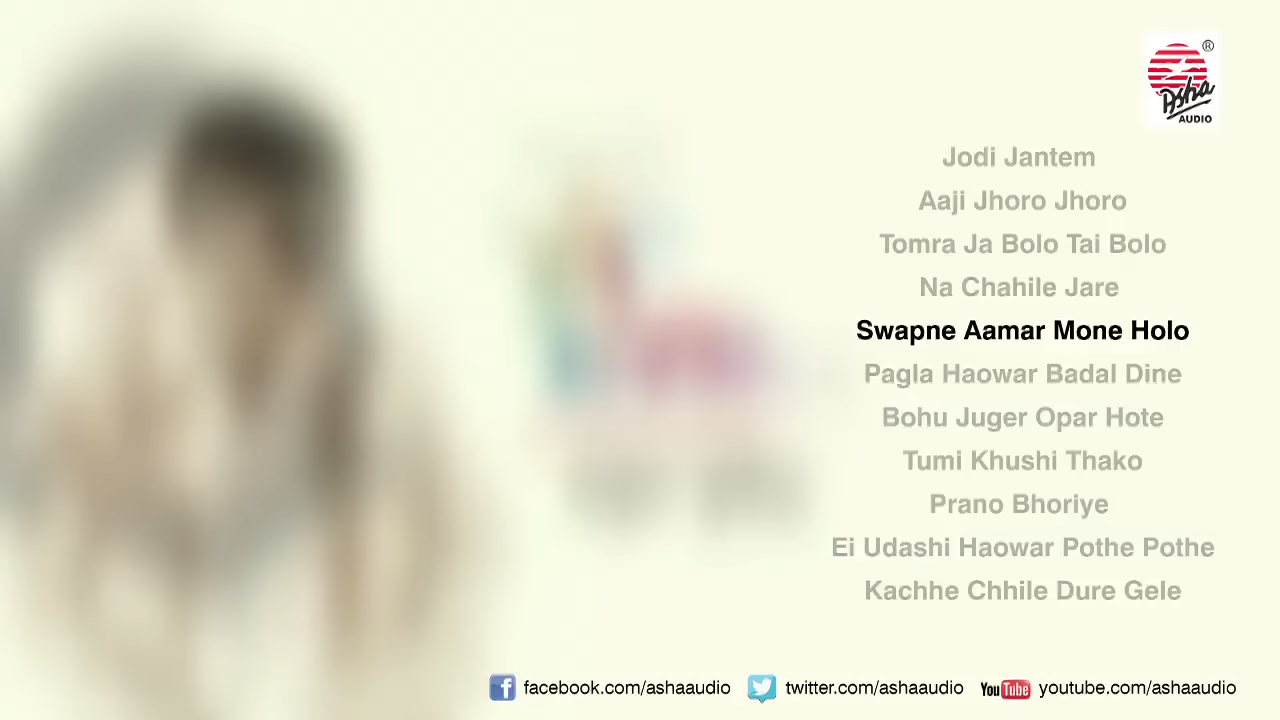 ®
Asha
AUDIO
Jodi Jantem
Aaji Jhoro Jhoro
Tomra Ja Bolo Tai Bolo
Na Chahile Jare
Swapne Aamar Mone Holo
Pagla Haowar Badal Dine
Bohu Juger Opar Hote
Tumi Khushi Thako
Prano Bhoriye
Ei Udashi Haowar Pothe Pothe
Kachhe Chhile Dure Gele
facebook.com/ashaaudio twitter.com/ashaaudio YouTube youtube.com/ashaaudio